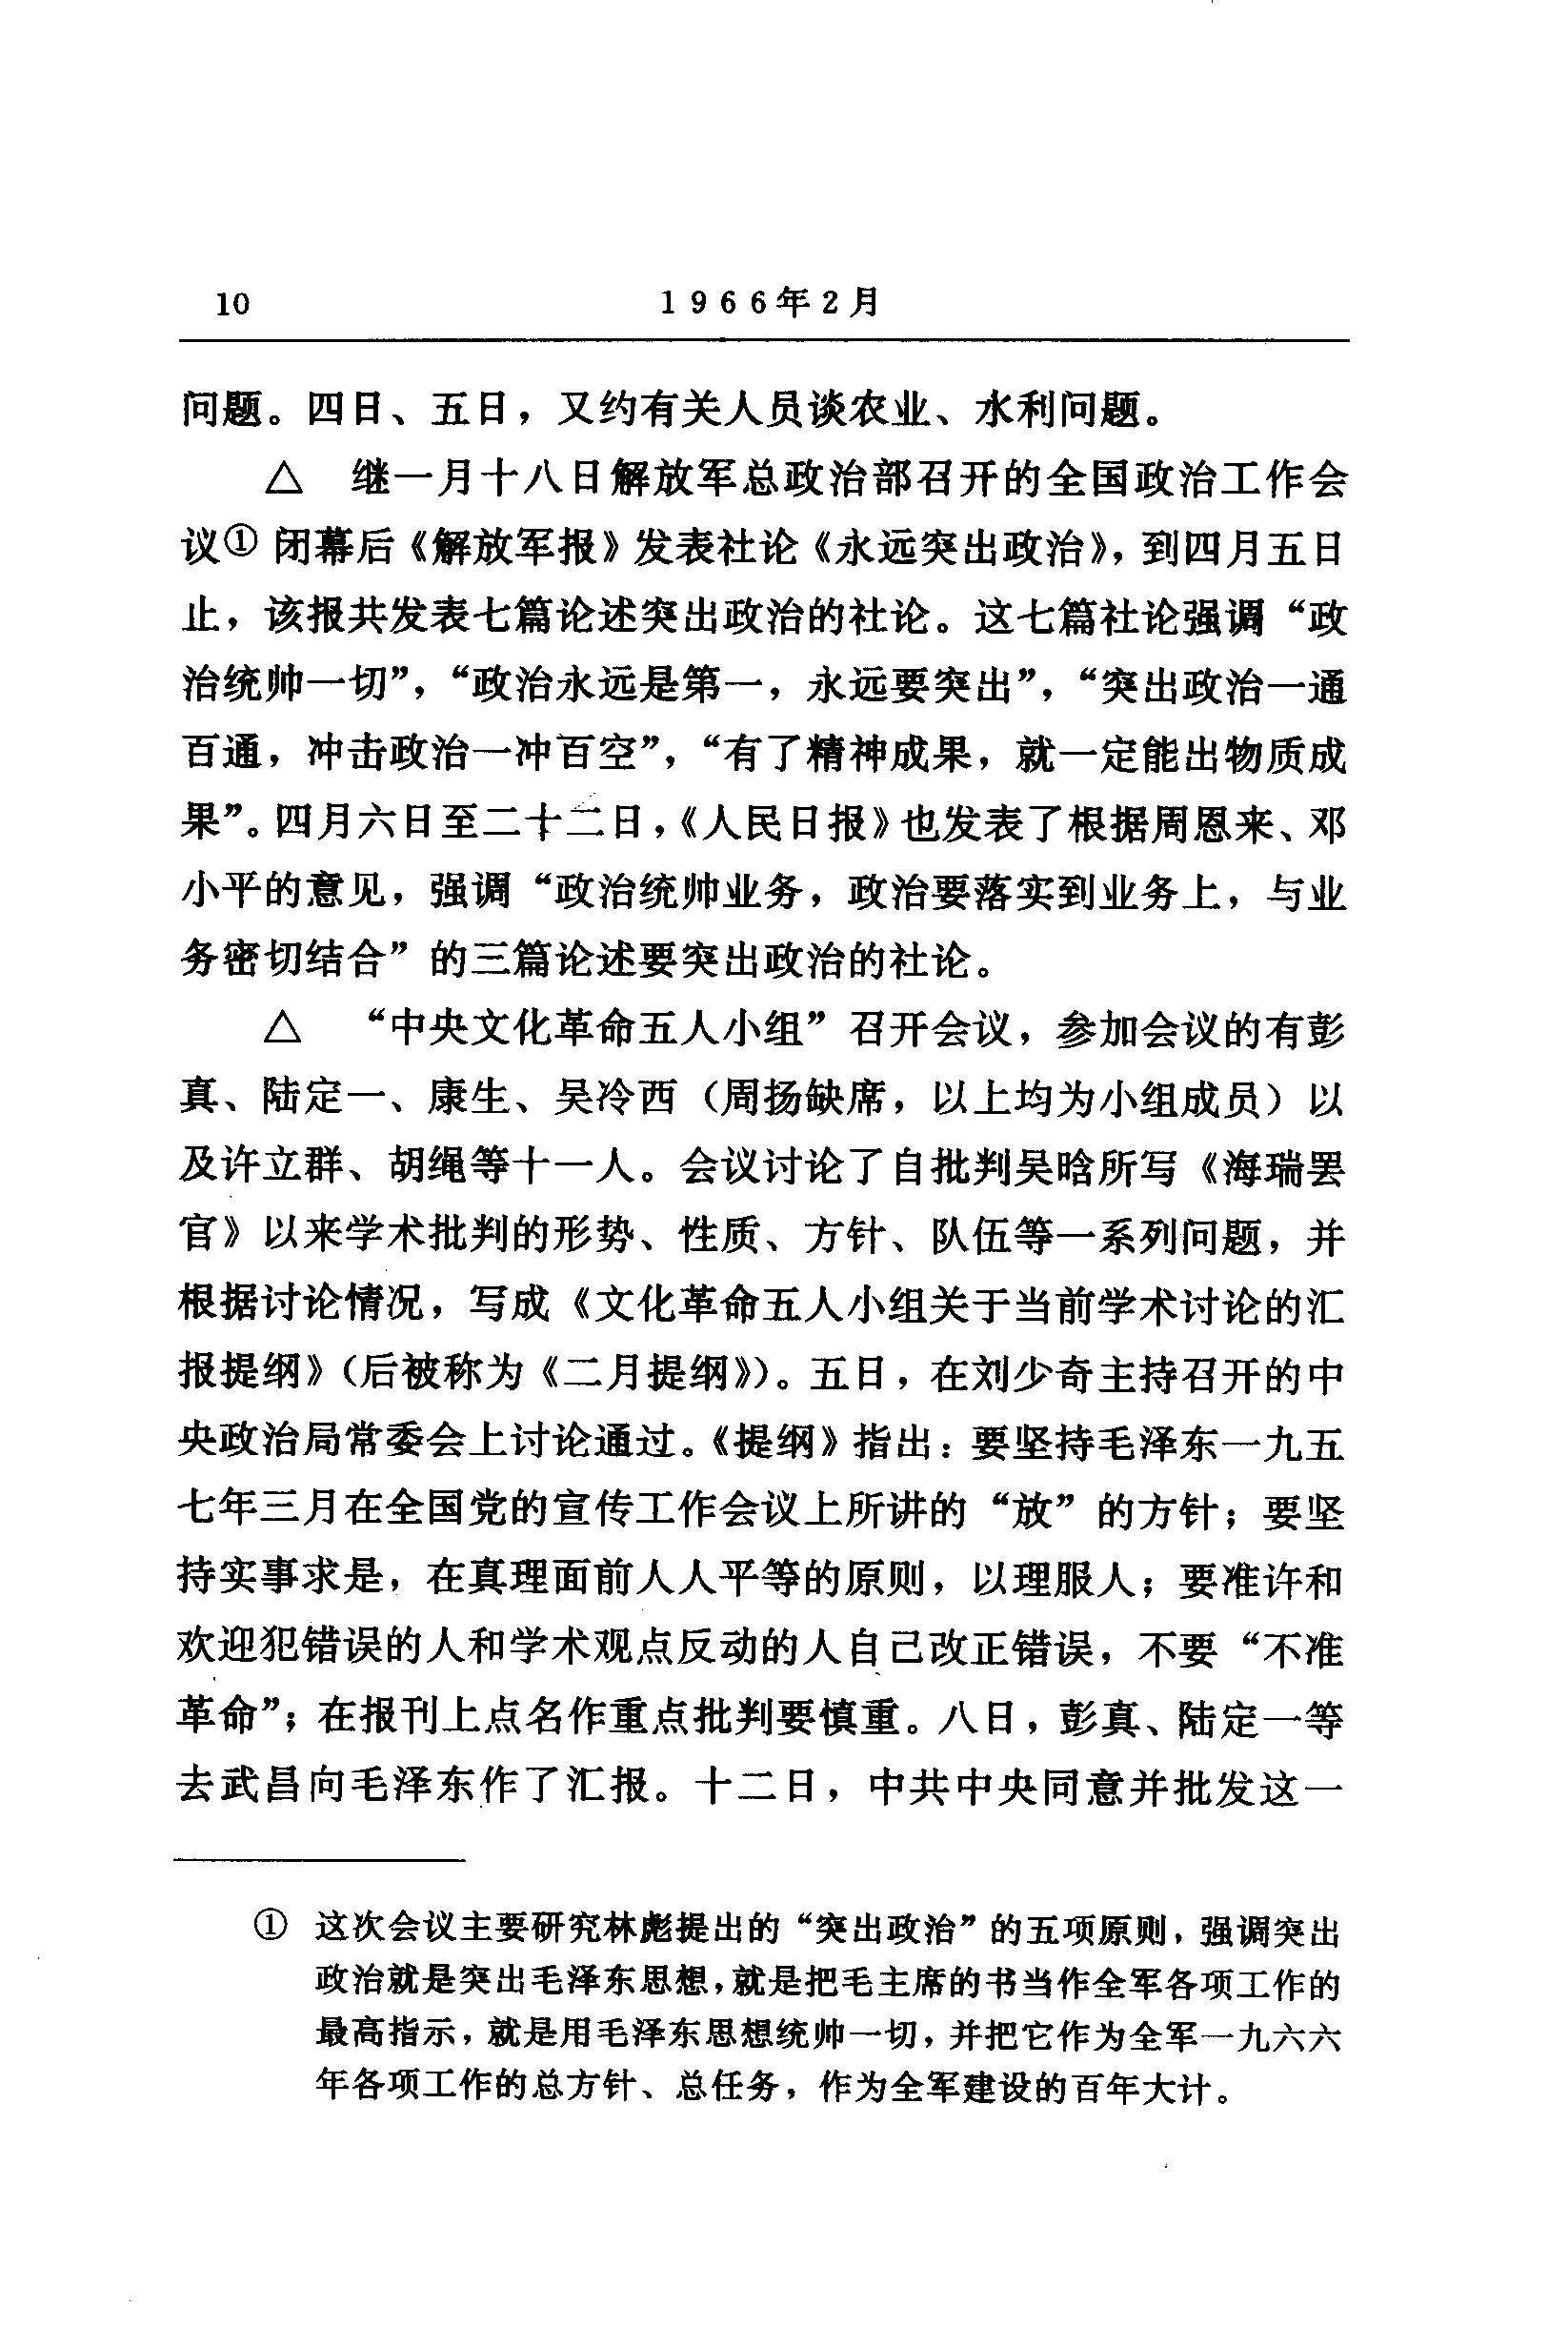 10
1966年2月
问题。四日、五日，又约有关人员谈农业、水利问题。
△ 继一月十八日解放军总政治部召开的全国政治工作会
议① 闭幕后《解放军报》发表社论《永远突出政治》，到四月五日
止，该报共发表七篇论述突出政治的社论。这七篇社论强调“政
治统帅一切”，“政治永远是第一，永远要突出”，“突出政治一通
百通，冲击政治一冲百空”，“有了精神成果，就一定能出物质成
果”。四月六日至二十二日，《人民日报》也发表了根据周恩来、邓
小平的意见，强调“政治统帅业务，政治要落实到业务上，与业
务密切结合”的三篇论述要突出政治的社论。
△ “中央文化革命五人小组”召开会议，参加会议的有彭
真、陆定一、康生、吴冷西（周扬缺席，以上均为小组成员）以
及许立群、胡绳等十一人。会议讨论了自批判吴晗所写《海瑞罢
官》以来学术批判的形势、性质、方针、队伍等一系列问题，并
根据讨论情况，写成《文化革命五人小组关于当前学术讨论的汇
报提纲》（后被称为《二月提纲》）。五日，在刘少奇主持召开的中
央政治局常委会上讨论通过。《提纲》指出：要坚持毛泽东一九五
七年三月在全国党的宣传工作会议上所讲的“放”的方针；要坚
持实事求是，在真理面前人人平等的原则，以理服人；要准许和
欢迎犯错误的人和学术观点反动的人自己改正错误，不要“不准
革命”；在报刊上点名作重点批判要慎重。八日，彭真、陆定一等
去武昌向毛泽东作了汇报。十二日，中共中央同意并批发这一
① 这次会议主要研究林彪提出的“突出政治”的五项原则，强调突出
政治就是突出毛泽东思想，就是把毛主席的书当作全军各项工作的
最高指示，就是用毛泽东思想统帅一切，并把它作为全军一九六六
年各项工作的总方针、总任务，作为全军建设的百年大计。